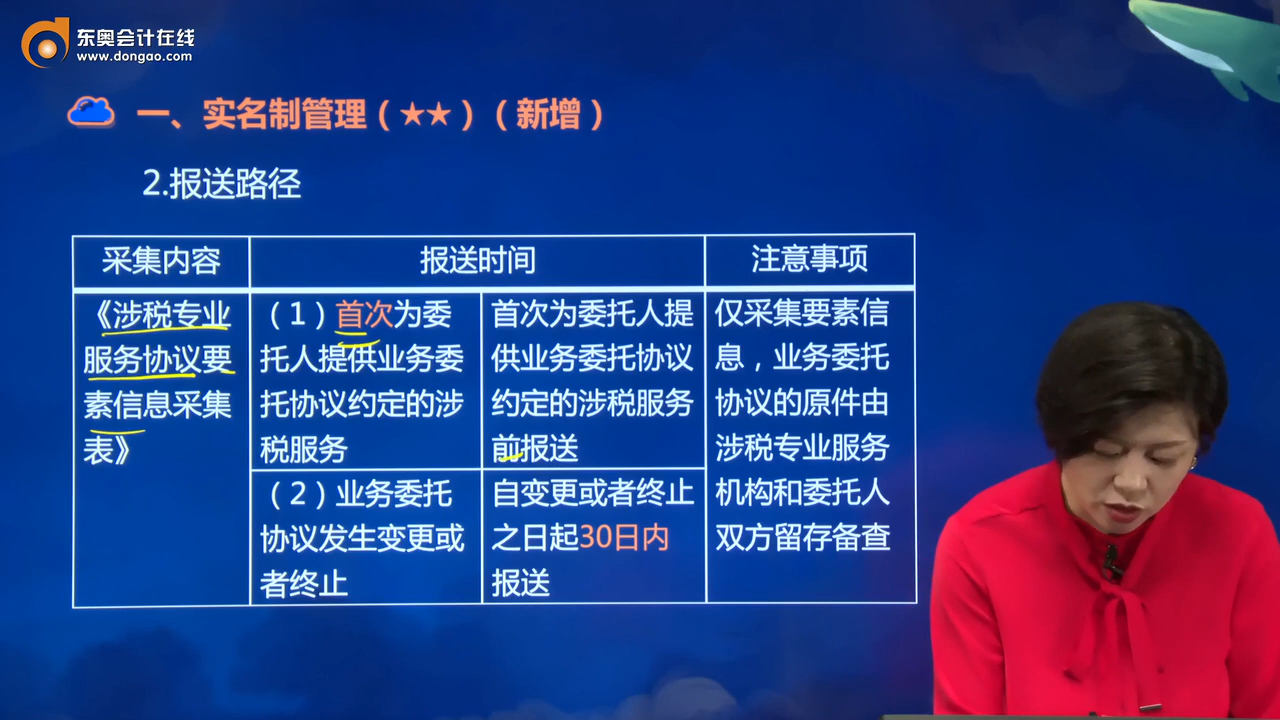 东奥会计在线
www.dongao.com
一、实名制管理（★★）（新增）
2.报送路径
采集内容
报送时间
注意事项
《涉税专业
服务协议要
素信息采集
表》
（1）首次为委
托人提供业务委
托协议约定的涉
税服务
首次为委托人提
供业务委托协议
约定的涉税服务
前报送
仅采集要素信
息，业务委托
协议的原件由
涉税专业服务
机构和委托人
双方留存备查
（2）业务委托
协议发生变更或
者终止
自变更或者终止
之日起30日内
报送